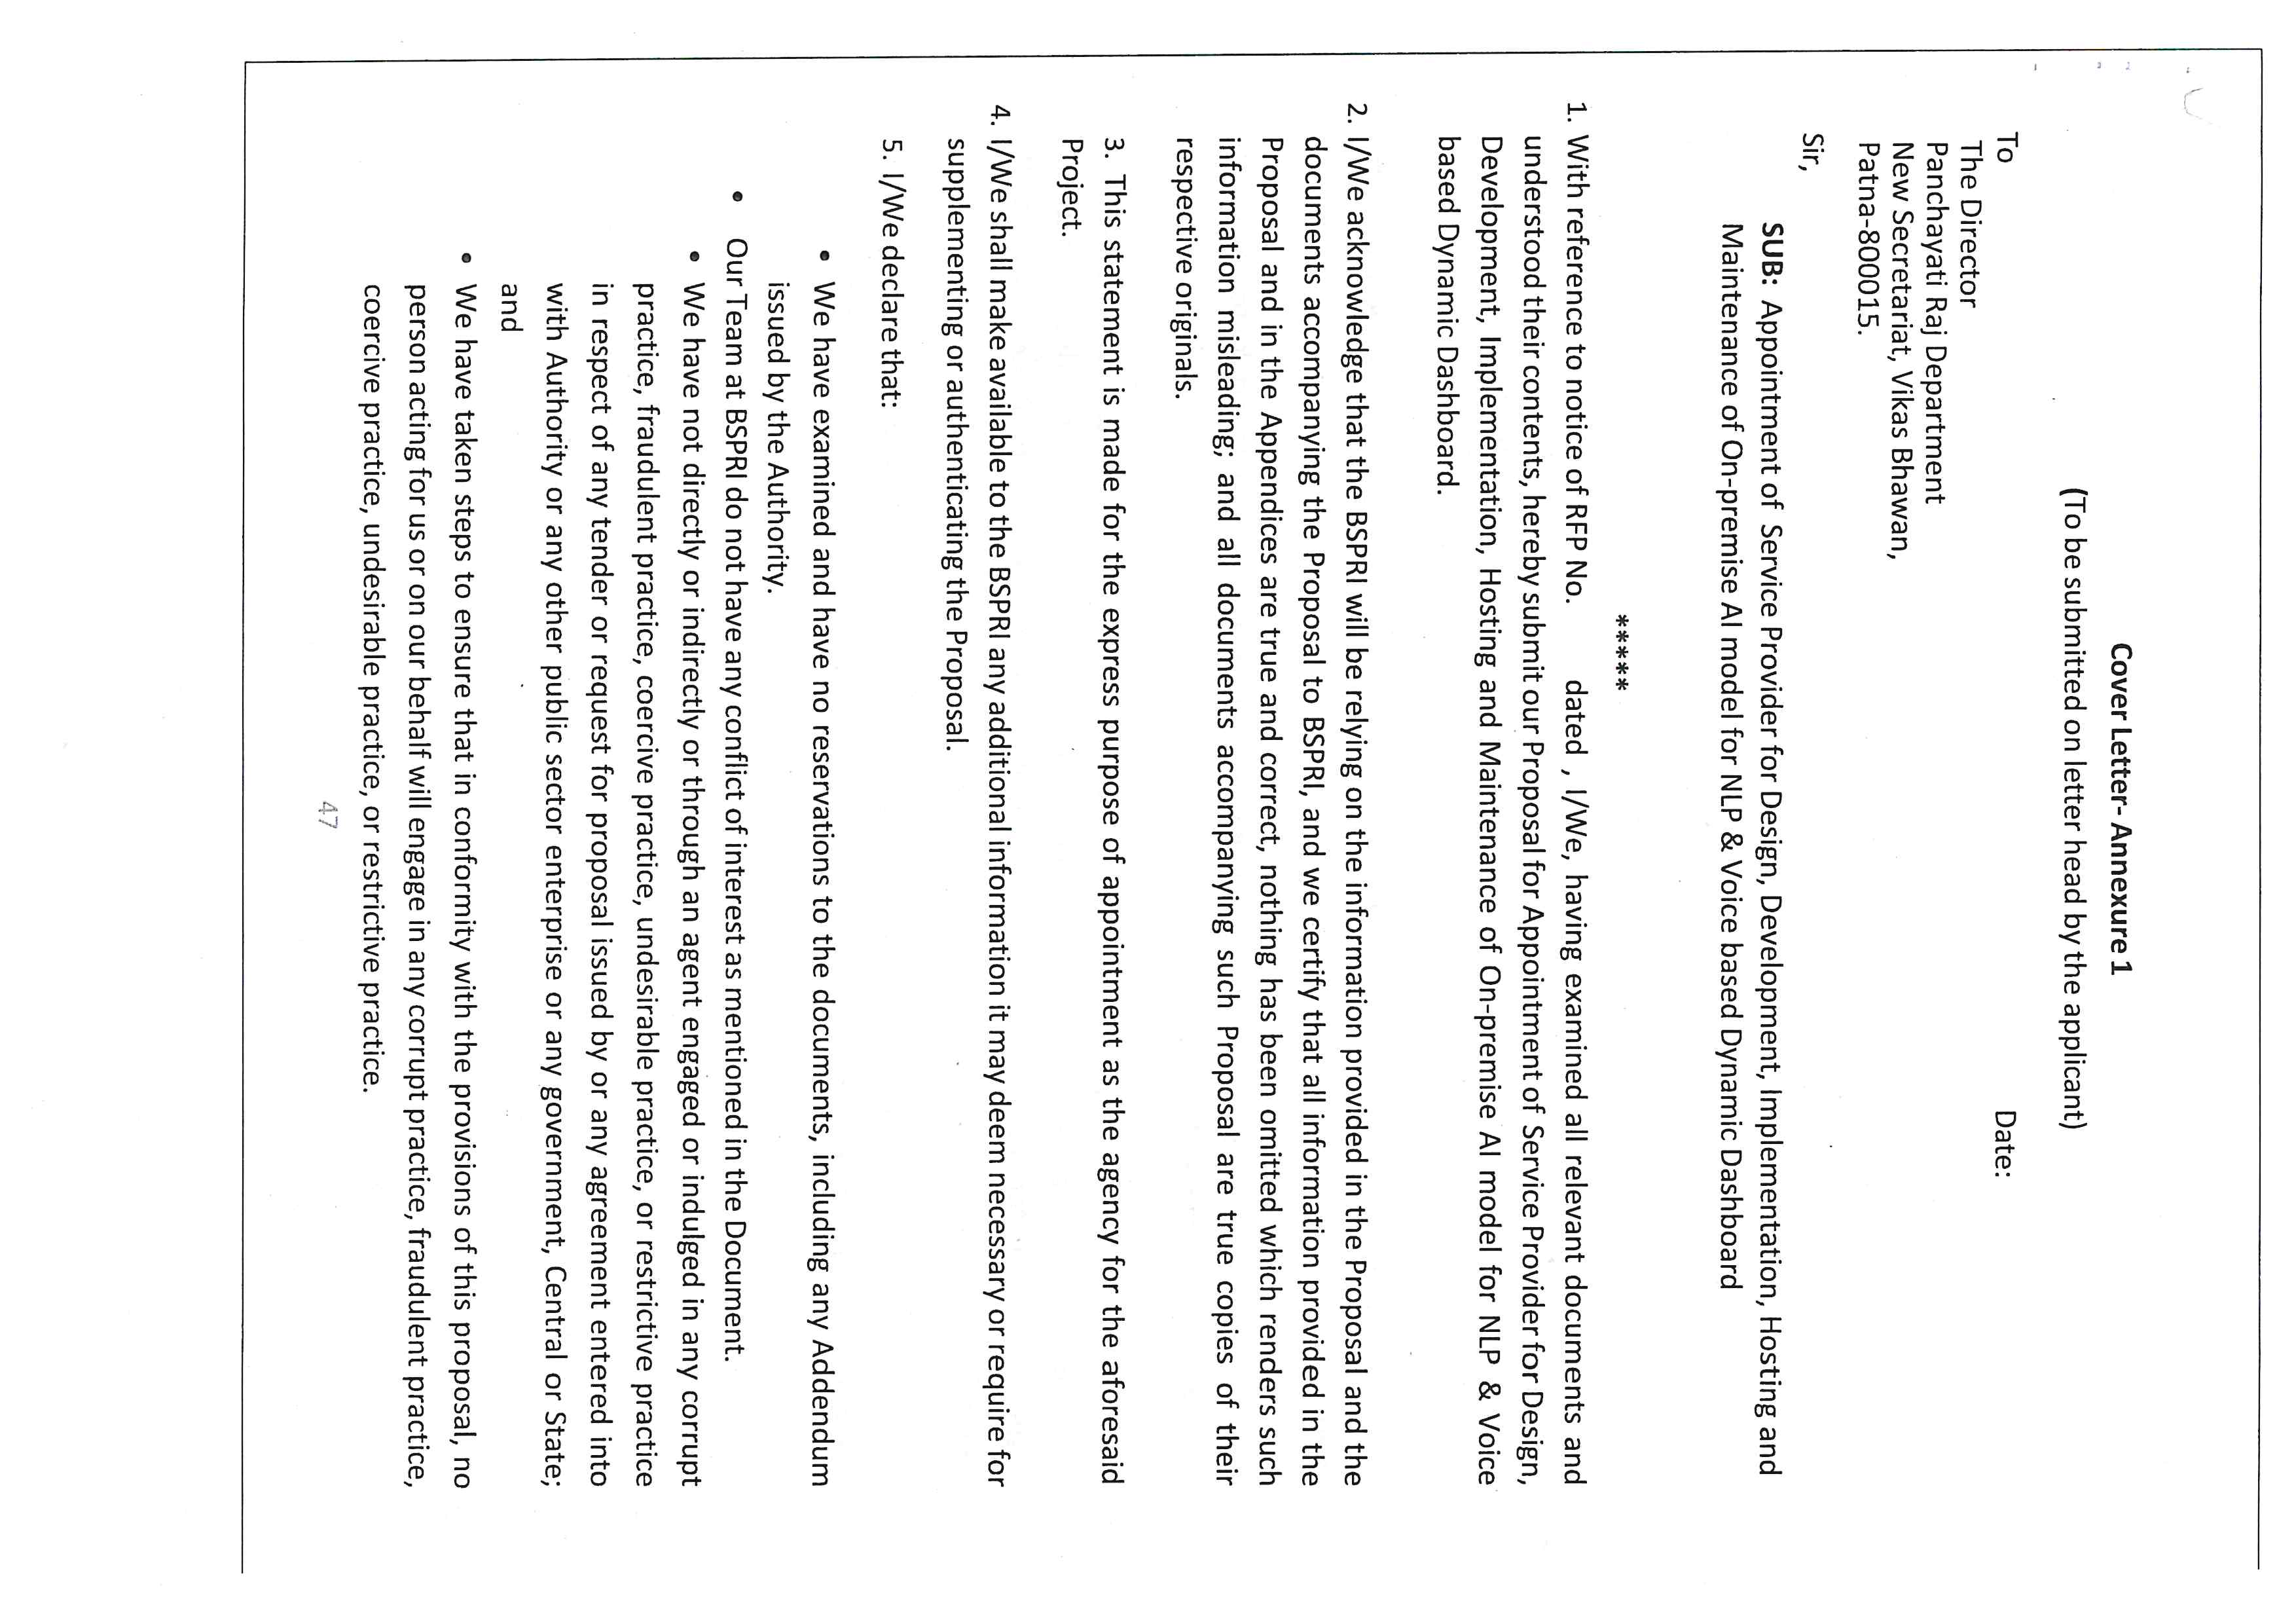 Cover Letter- Annexure 1
(To be submitted on letter head by the applicant)
To Date:
The Director
Panchayati Raj Department
New Secretariat, Vikas Bhawan,
Patna-800015.
Sir,
SUB: Appointment of Service Provider for Design, Development, Implementation, Hosting and
Maintenance of On-premise AI model for NLP & Voice based Dynamic Dashboard
*****
1. With reference to notice of RFP No. dated , I/We, having examined all relevant documents and
understood their contents, hereby submit our Proposal for Appointment of Service Provider for Design,
Development, Implementation, Hosting and Maintenance of On-premise AI model for NLP & Voice
based Dynamic Dashboard.
2. I/We acknowledge that the BSPRI will be relying on the information provided in the Proposal and the
documents accompanying the Proposal to BSPRI, and we certify that all information provided in the
Proposal and in the Appendices are true and correct, nothing has been omitted which renders such
information misleading; and all documents accompanying such Proposal are true copies of their
respective originals.
3. This statement is made for the express purpose of appointment as the agency for the aforesaid
Project.
4. I/We shall make available to the BSPRI any additional information it may deem necessary or require for
supplementing or authenticating the Proposal.
5. I/We declare that:
• We have examined and have no reservations to the documents, including any Addendum
issued by the Authority.
• Our Team at BSPRI do not have any conflict of interest as mentioned in the Document.
• We have not directly or indirectly or through an agent engaged or indulged in any corrupt
practice, fraudulent practice, coercive practice, undesirable practice, or restrictive practice
in respect of any tender or request for proposal issued by or any agreement entered into
with Authority or any other public sector enterprise or any government, Central or State;
and
• We have taken steps to ensure that in conformity with the provisions of this proposal, no
person acting for us or on our behalf will engage in any corrupt practice, fraudulent practice,
coercive practice, undesirable practice, or restrictive practice.
47